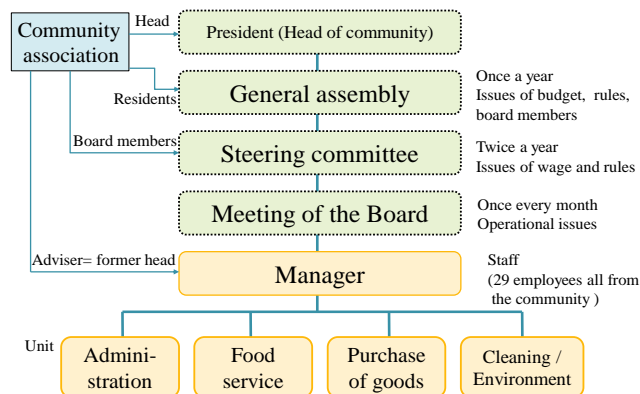 Community
association
Head
President (Head of community)
Residents
General assembly
Once a year
Issues of budget, rules,
board members
Board members
Steering committee
Twice a year
Issues of wage and rules
Meeting of the Board
Once every month
Operational issues
Adviser= former head
Manager
Staff
(29 employees all from
the community )
Unit
Admini-
stration
Food
service
Purchase
of goods
Cleaning /
Environment